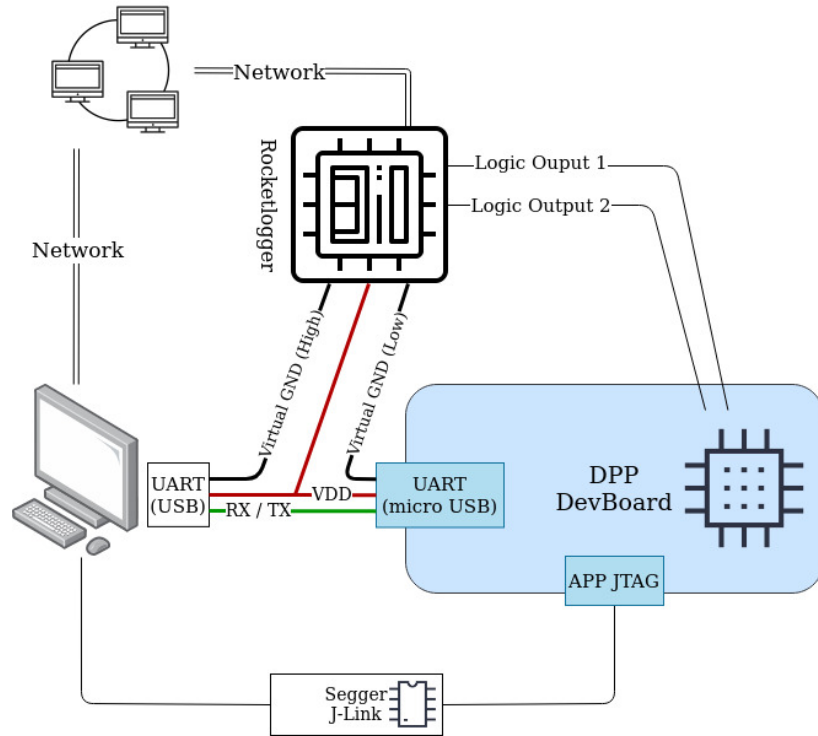 Network
Rocketlogger
Logic Ouput 1
Logic Output 2
Network
Virtual GND (High)
Virtual GND (Low)
UART
(USB)
VDD
RX / TX
UART
(micro USB)
DPP
DevBoard
APP JTAG
Segger
J-Link